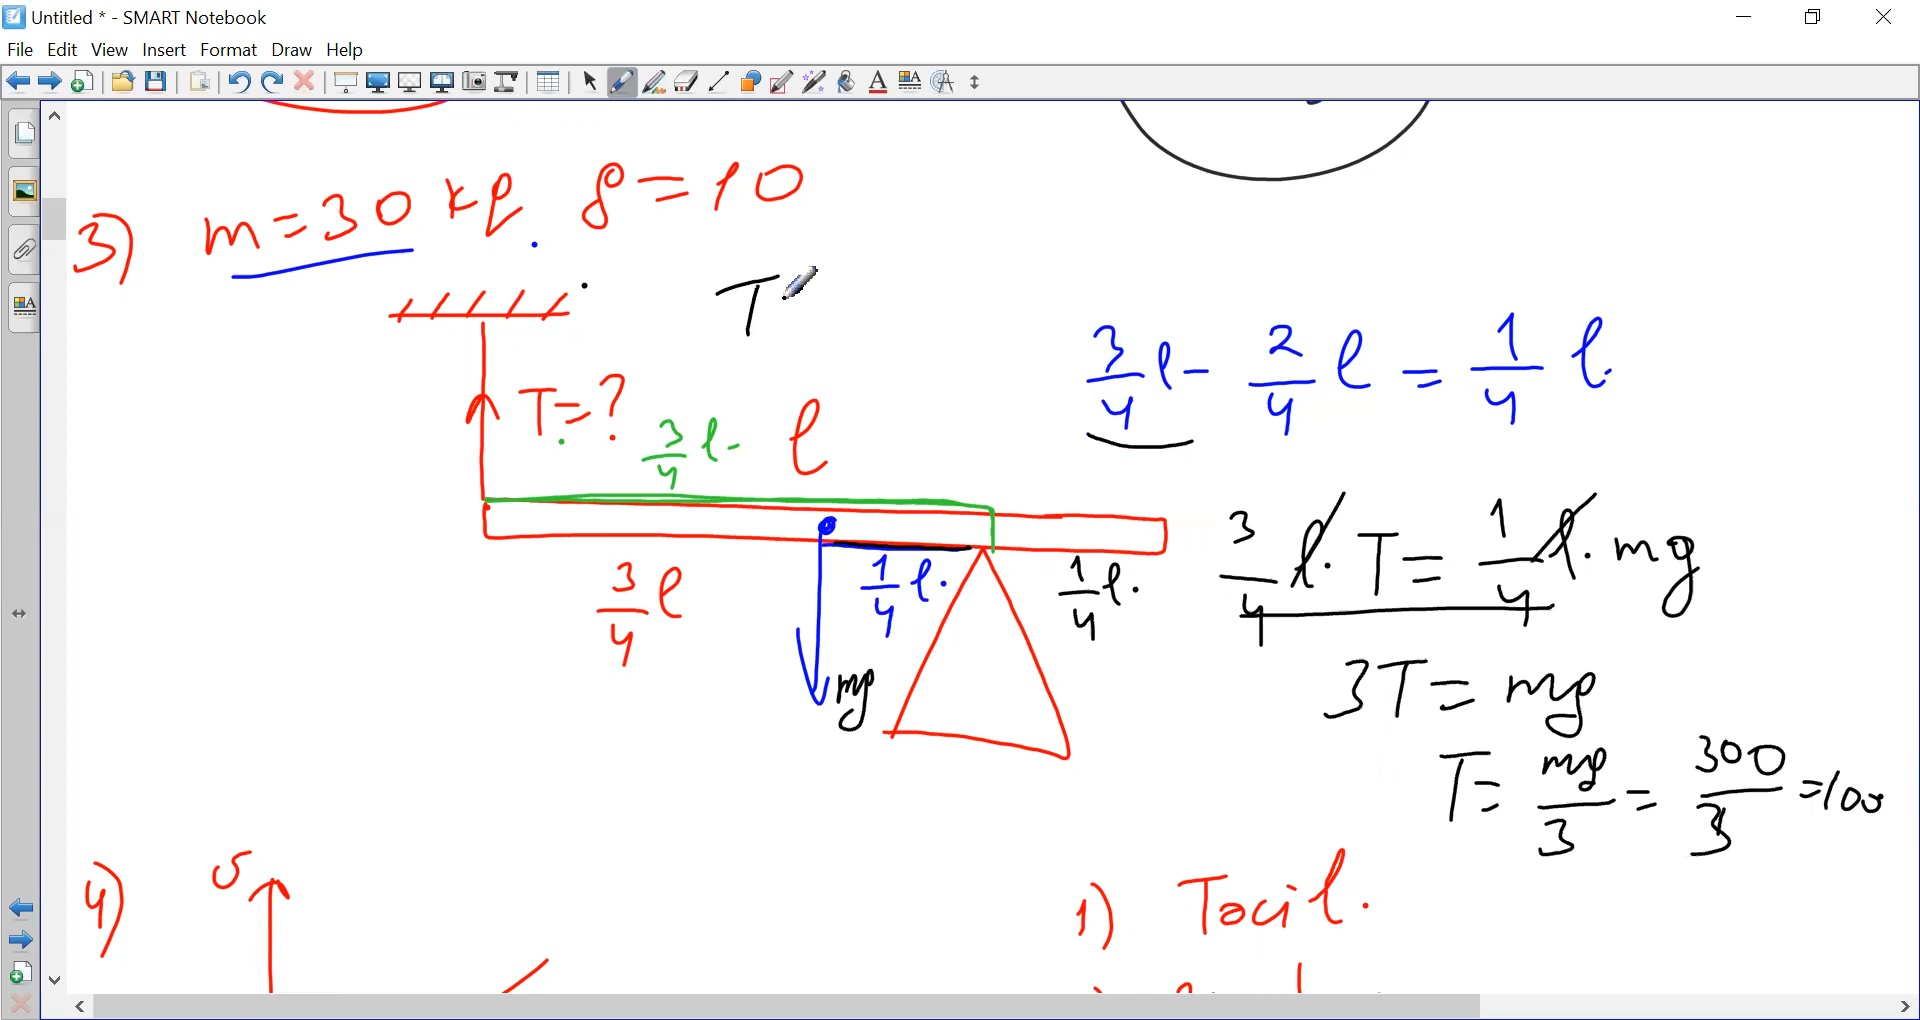 Untitled * - SMART Notebook
File Edit View Insert Format Draw Help
3) m = 30 kg. g = 10
T
T = ?
3/4 l
l
3/4 l - 2/4 l = 1/4 l.
3/4 l
1/4 l.
1/4 l.
mg
3/4 l · T = 1/4 l · mg
3T = mg
T = mg/3 = 300/3 = 100
4)
1)